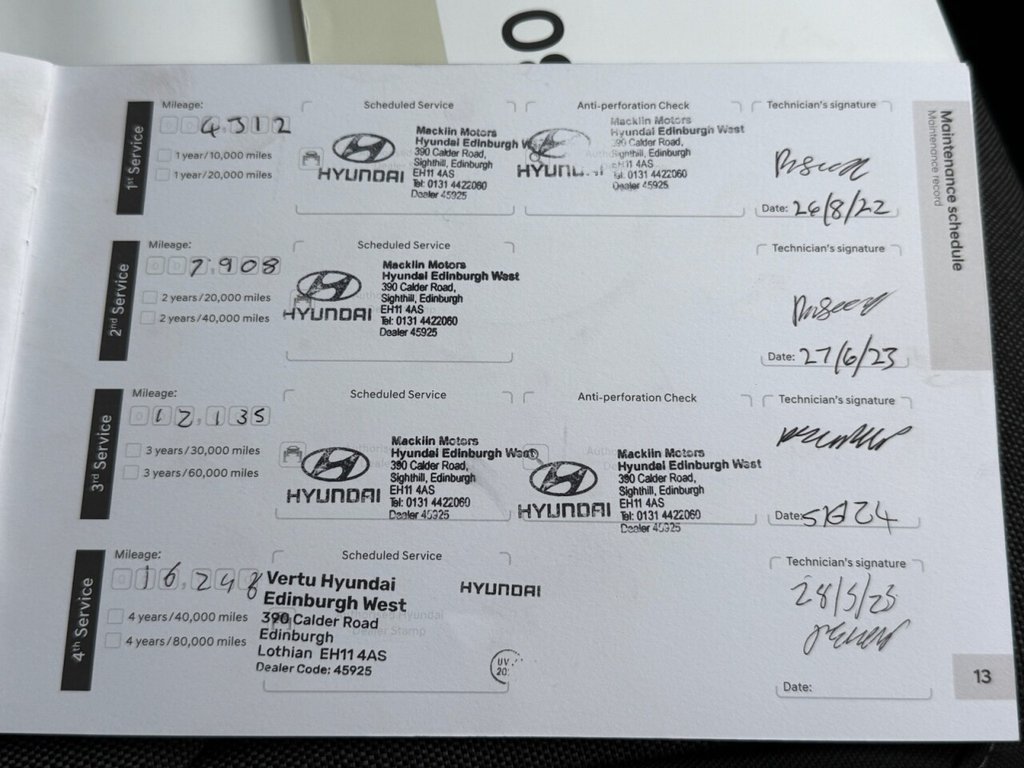 Maintenance schedule
Maintenance record
1st Service
Mileage:
4312
1 year/10,000 miles
1 year/20,000 miles
Scheduled Service
HYUNDAI
Macklin Motors
Hyundai Edinburgh West
390 Calder Road,
Sighthill, Edinburgh
EH11 4AS
Tel: 0131 4422060
Dealer 45925
Anti-perforation Check
HYUNDAI
Macklin Motors
Hyundai Edinburgh West
390 Calder Road,
Sighthill, Edinburgh
EH11 4AS
Tel: 0131 4422060
Dealer 45925
Technician's signature
Date: 26/8/22
2nd Service
Mileage:
7,908
2 years/20,000 miles
2 years/40,000 miles
Scheduled Service
HYUNDAI
Macklin Motors
Hyundai Edinburgh West
390 Calder Road,
Sighthill, Edinburgh
EH11 4AS
Tel: 0131 4422060
Dealer 45925
Technician's signature
Date: 27/6/23
3rd Service
Mileage:
12,135
3 years/30,000 miles
3 years/60,000 miles
Scheduled Service
HYUNDAI
Macklin Motors
Hyundai Edinburgh West
390 Calder Road,
Sighthill, Edinburgh
EH11 4AS
Tel: 0131 4422060
Dealer 45925
Anti-perforation Check
HYUNDAI
Macklin Motors
Hyundai Edinburgh West
390 Calder Road,
Sighthill, Edinburgh
EH11 4AS
Tel: 0131 4422060
Dealer 45925
Technician's signature
Date:
4th Service
Mileage:
16,248
4 years/40,000 miles
4 years/80,000 miles
Scheduled Service
Vertu Hyundai
Edinburgh West
390 Calder Road
Edinburgh
Lothian EH11 4AS
Dealer Code: 45925
HYUNDAI
Dealer Stamp
Technician's signature
28/5/25
Date:
13